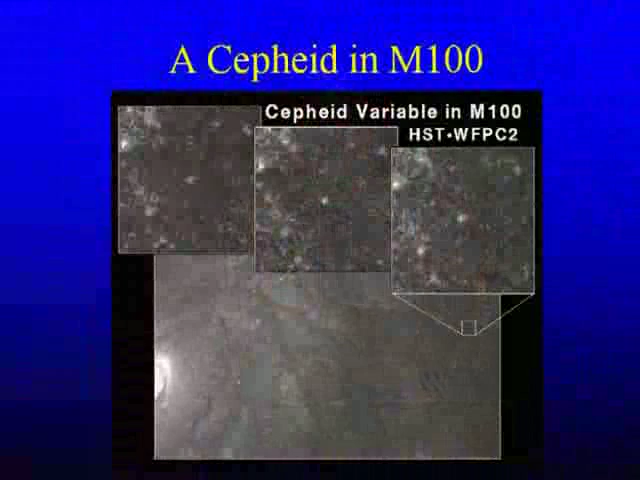 A Cepheid in M100
Cepheid Variable in M100
HST•WFPC2